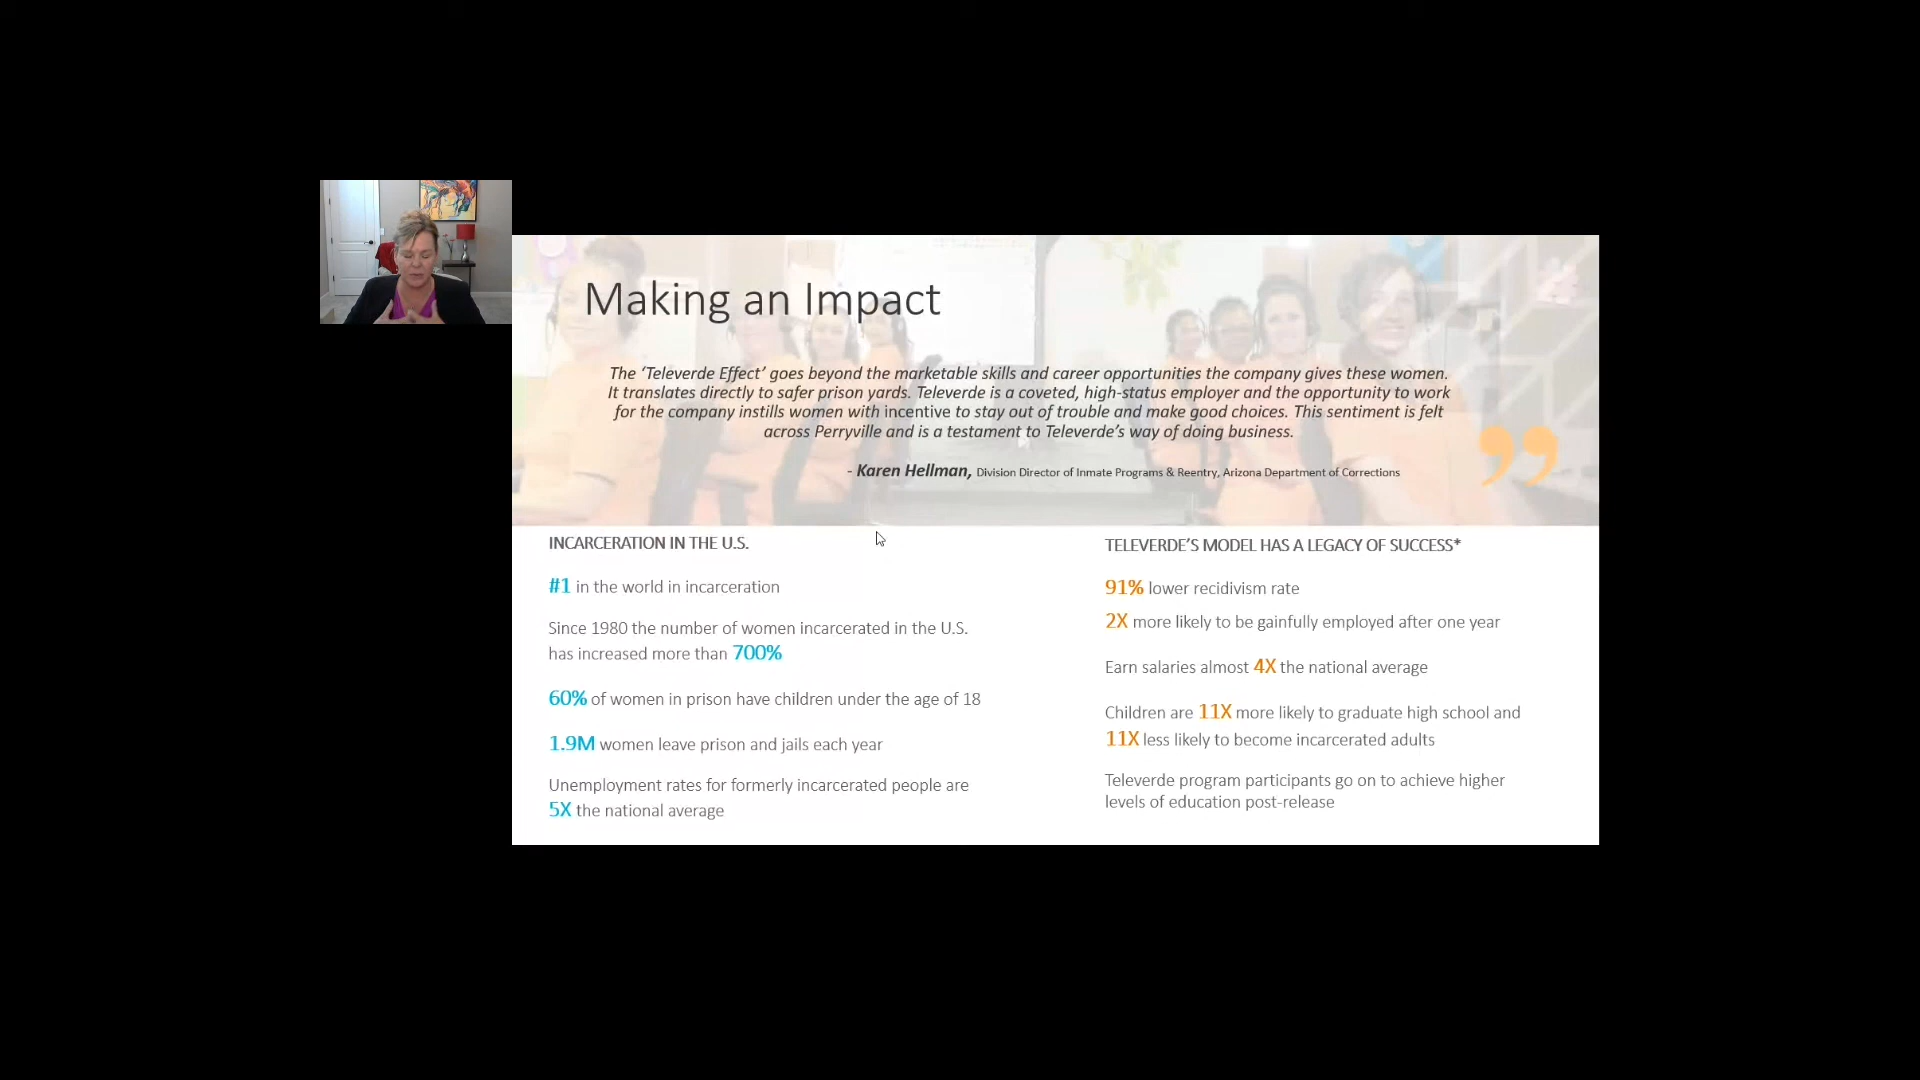 Making an Impact
The ‘Televerde Effect’ goes beyond the marketable skills and career opportunities the company gives these women.
It translates directly to safer prison yards. Televerde is a coveted, high-status employer and the opportunity to work
for the company instills women with incentive to stay out of trouble and make good choices. This sentiment is felt
across Perryville and is a testament to Televerde’s way of doing business.
- Karen Hellman, Division Director of Inmate Programs & Reentry, Arizona Department of Corrections
”
INCARCERATION IN THE U.S.
#1 in the world in incarceration
Since 1980 the number of women incarcerated in the U.S.
has increased more than 700%
60% of women in prison have children under the age of 18
1.9M women leave prison and jails each year
Unemployment rates for formerly incarcerated people are
5X the national average
TELEVERDE’S MODEL HAS A LEGACY OF SUCCESS*
91% lower recidivism rate
2X more likely to be gainfully employed after one year
Earn salaries almost 4X the national average
Children are 11X more likely to graduate high school and
11X less likely to become incarcerated adults
Televerde program participants go on to achieve higher
levels of education post-release